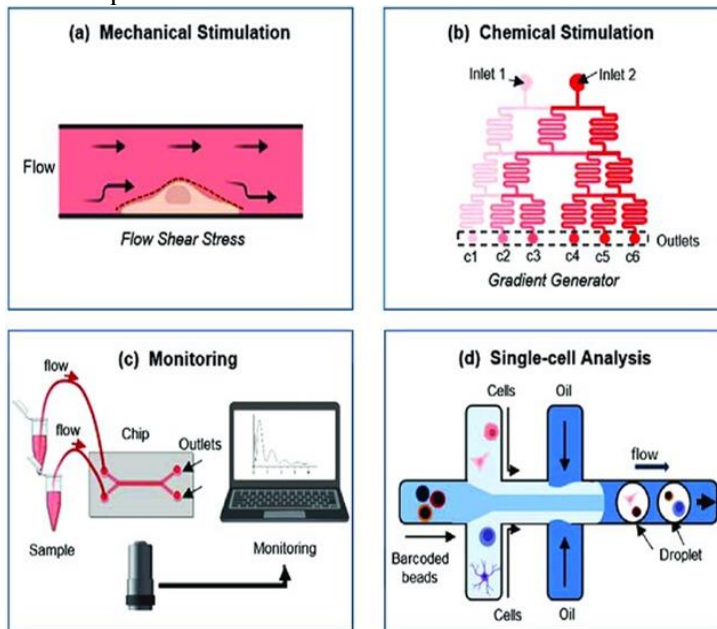 (a) Mechanical Stimulation
Flow
Flow Shear Stress
(b) Chemical Stimulation
Inlet 1
Inlet 2
Outlets
c1 c2 c3 c4 c5 c6
Gradient Generator
(c) Monitoring
flow
flow
Chip
Outlets
Sample
Monitoring
(d) Single-cell Analysis
Cells
Oil
flow
Barcoded
beads
Droplet
Cells
Oil